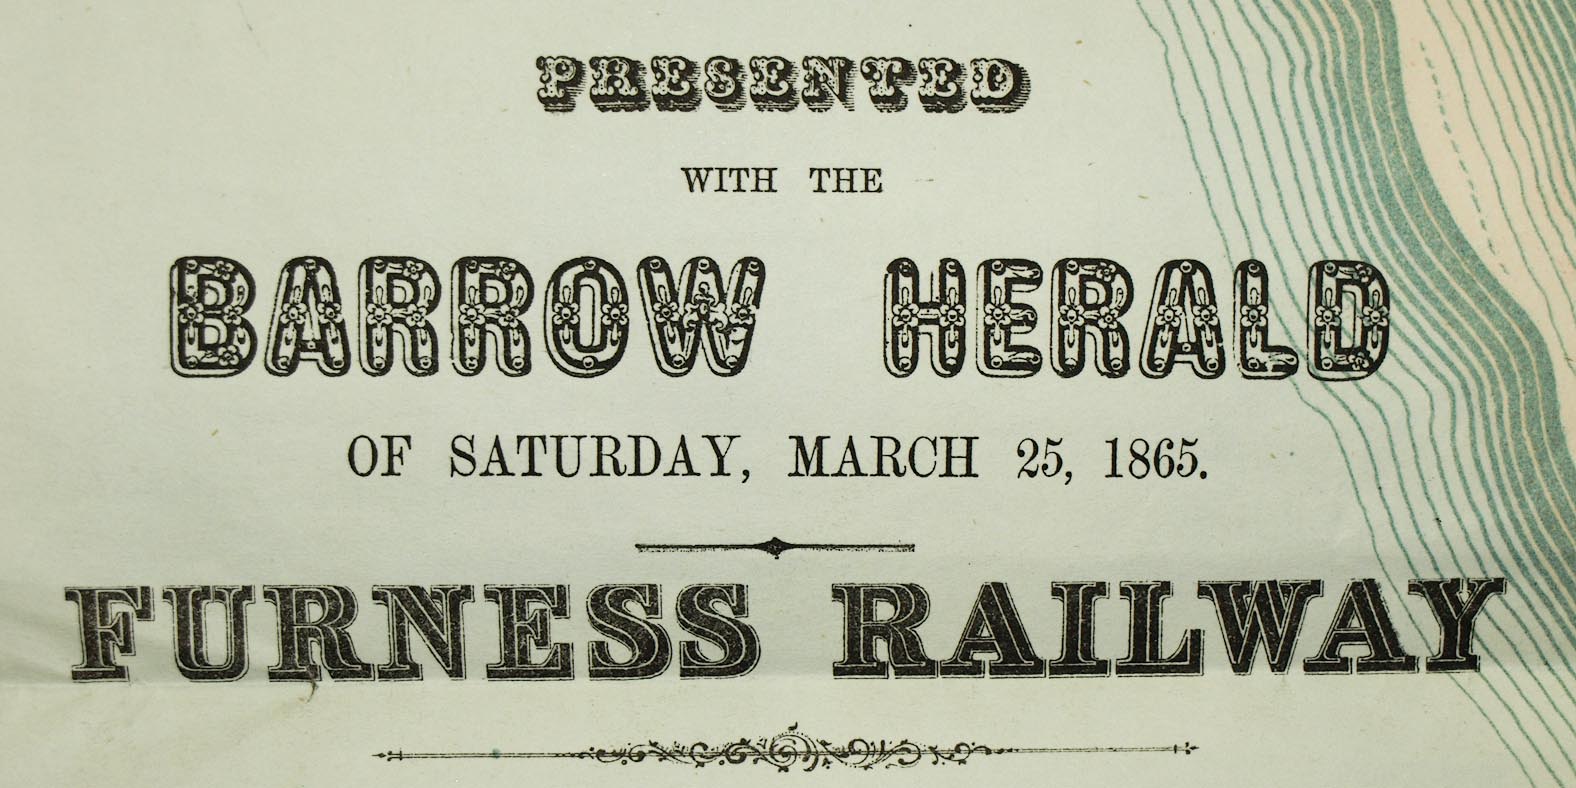 PRESENTED
WITH THE
BARROW HERALD
OF SATURDAY, MARCH 25, 1865.
FURNESS RAILWAY